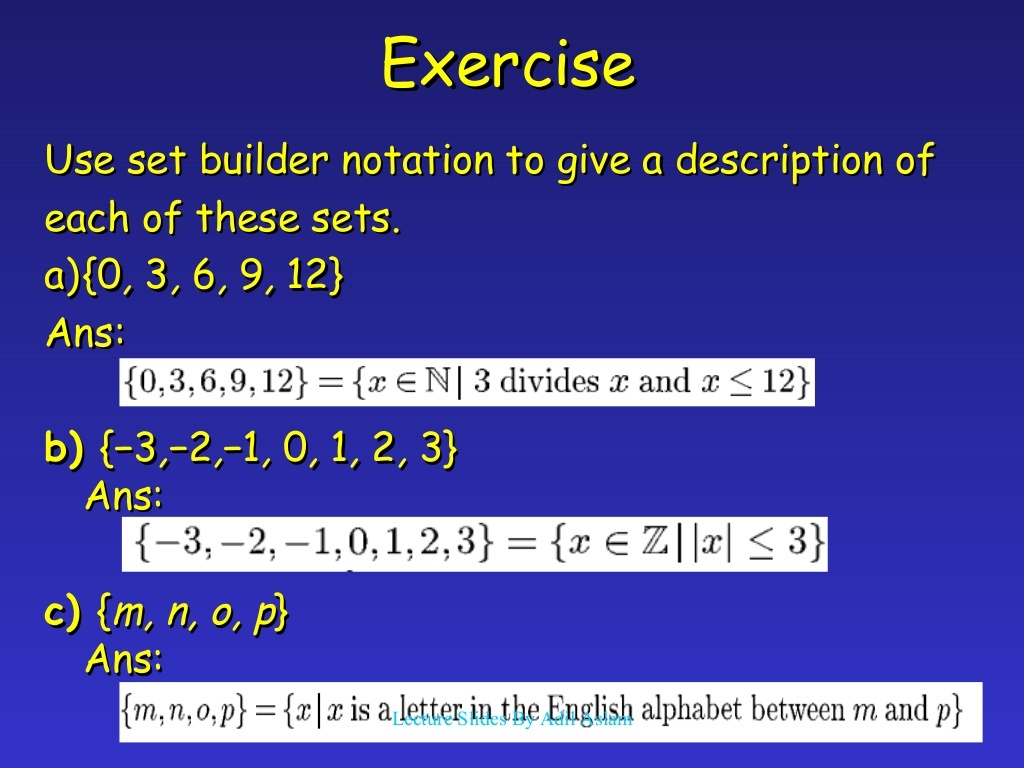 Exercise
Use set builder notation to give a description of
each of these sets.
a){0, 3, 6, 9, 12}
Ans:
{0,3,6,9,12} = {x ∈ ℕ| 3 divides x and x ≤ 12}
b) {–3,–2,–1, 0, 1, 2, 3}
Ans:
{−3,−2,−1,0,1,2,3} = {x ∈ ℤ||x| ≤ 3}
c) {m, n, o, p}
Ans:
{m,n,o,p} = {x|x is a letter in the English alphabet between m and p}
Lecture Slides By Adil Aslam